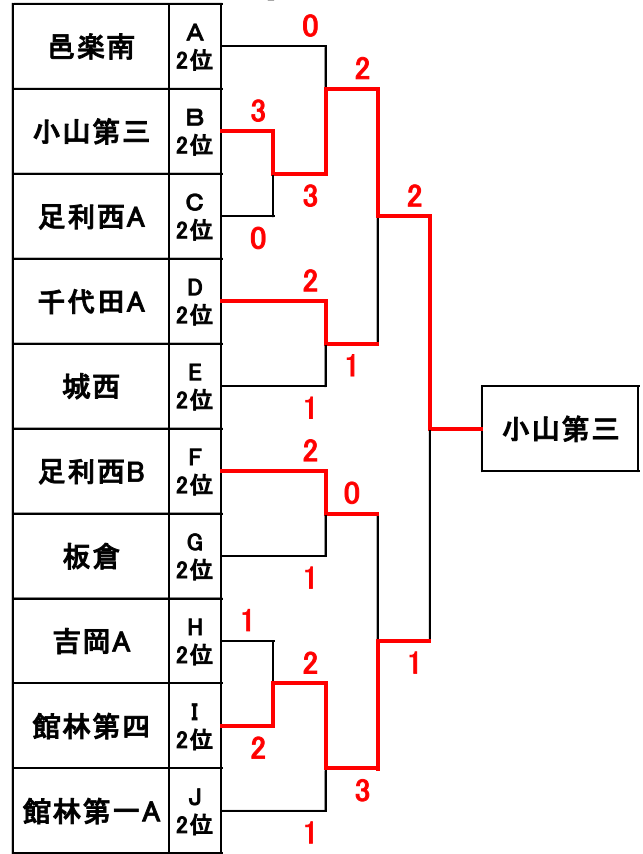 邑楽南 A 2位
0
2
小山第三 B 2位
3
3
足利西A C 2位
0
2
千代田A D 2位
2
1
城西 E 2位
1
小山第三
足利西B F 2位
2
0
板倉 G 2位
1
吉岡A H 2位
1
2
1
館林第四 I 2位
2
3
館林第一A J 2位
1